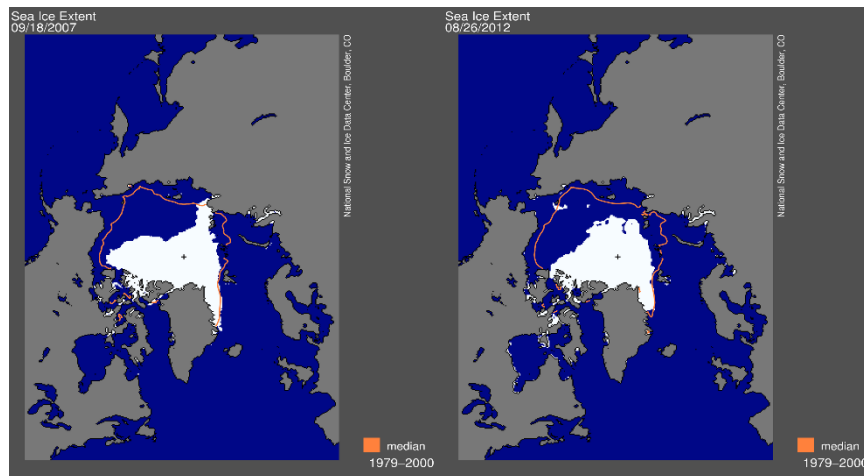 Sea Ice Extent
09/18/2007
National Snow and Ice Data Center, Boulder, CO
median
1979–2000
Sea Ice Extent
08/26/2012
National Snow and Ice Data Center, Boulder, CO
median
1979–2000